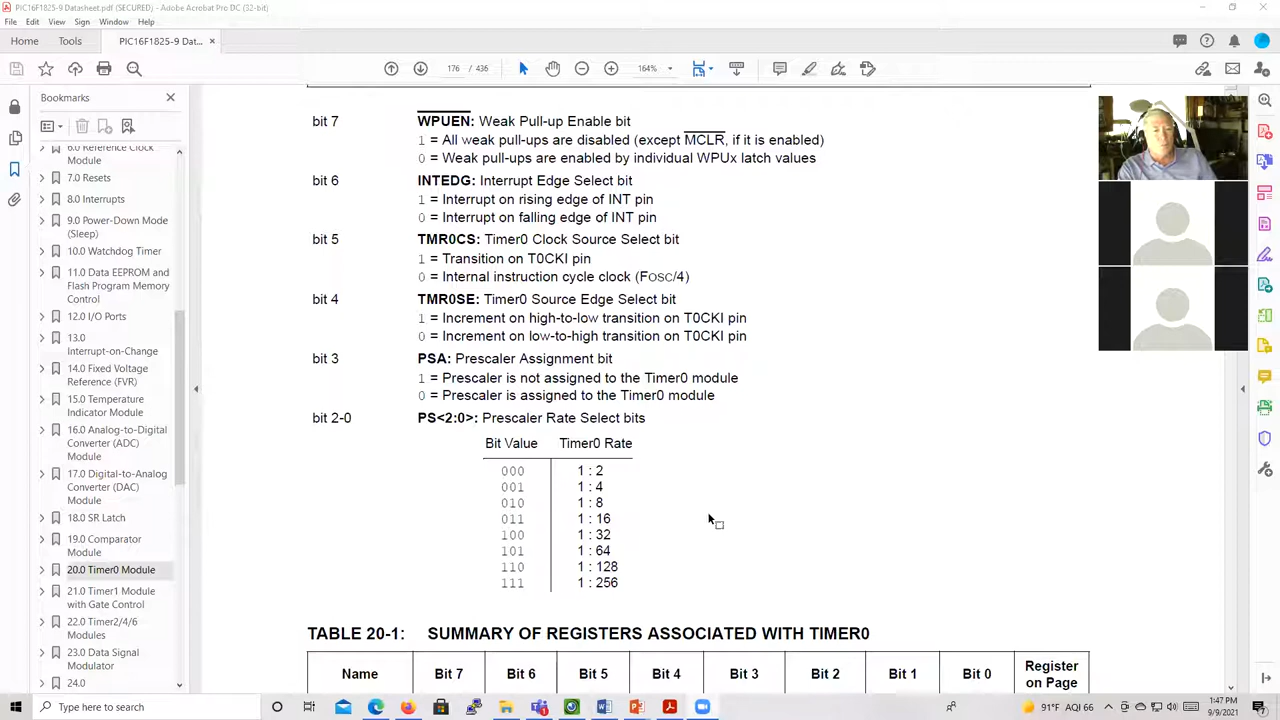 PIC16F1825-9 Datasheet.pdf (SECURED) - Adobe Acrobat Pro DC (32-bit)
File Edit View Sign Window Help
Home Tools PIC16F1825-9 Dat... ×
176 / 436 164%
Bookmarks
6.0 Reference Clock
Module
7.0 Resets
8.0 Interrupts
9.0 Power-Down Mode
(Sleep)
10.0 Watchdog Timer
11.0 Data EEPROM and
Flash Program Memory
Control
12.0 I/O Ports
13.0
Interrupt-on-Change
14.0 Fixed Voltage
Reference (FVR)
15.0 Temperature
Indicator Module
16.0 Analog-to-Digital
Converter (ADC)
Module
17.0 Digital-to-Analog
Converter (DAC)
Module
18.0 SR Latch
19.0 Comparator
Module
20.0 Timer0 Module
21.0 Timer1 Module
with Gate Control
22.0 Timer2/4/6
Modules
23.0 Data Signal
Modulator
24.0
bit 7 WPUEN: Weak Pull-up Enable bit
1 = All weak pull-ups are disabled (except MCLR, if it is enabled)
0 = Weak pull-ups are enabled by individual WPUx latch values
bit 6 INTEDG: Interrupt Edge Select bit
1 = Interrupt on rising edge of INT pin
0 = Interrupt on falling edge of INT pin
bit 5 TMR0CS: Timer0 Clock Source Select bit
1 = Transition on T0CKI pin
0 = Internal instruction cycle clock (FOSC/4)
bit 4 TMR0SE: Timer0 Source Edge Select bit
1 = Increment on high-to-low transition on T0CKI pin
0 = Increment on low-to-high transition on T0CKI pin
bit 3 PSA: Prescaler Assignment bit
1 = Prescaler is not assigned to the Timer0 module
0 = Prescaler is assigned to the Timer0 module
bit 2-0 PS<2:0>: Prescaler Rate Select bits
Bit Value Timer0 Rate
000 1 : 2
001 1 : 4
010 1 : 8
011 1 : 16
100 1 : 32
101 1 : 64
110 1 : 128
111 1 : 256
TABLE 20-1: SUMMARY OF REGISTERS ASSOCIATED WITH TIMER0
Name Bit 7 Bit 6 Bit 5 Bit 4 Bit 3 Bit 2 Bit 1 Bit 0 Register
on Page
Type here to search
91°F AQI 66
1:47 PM
9/9/2021